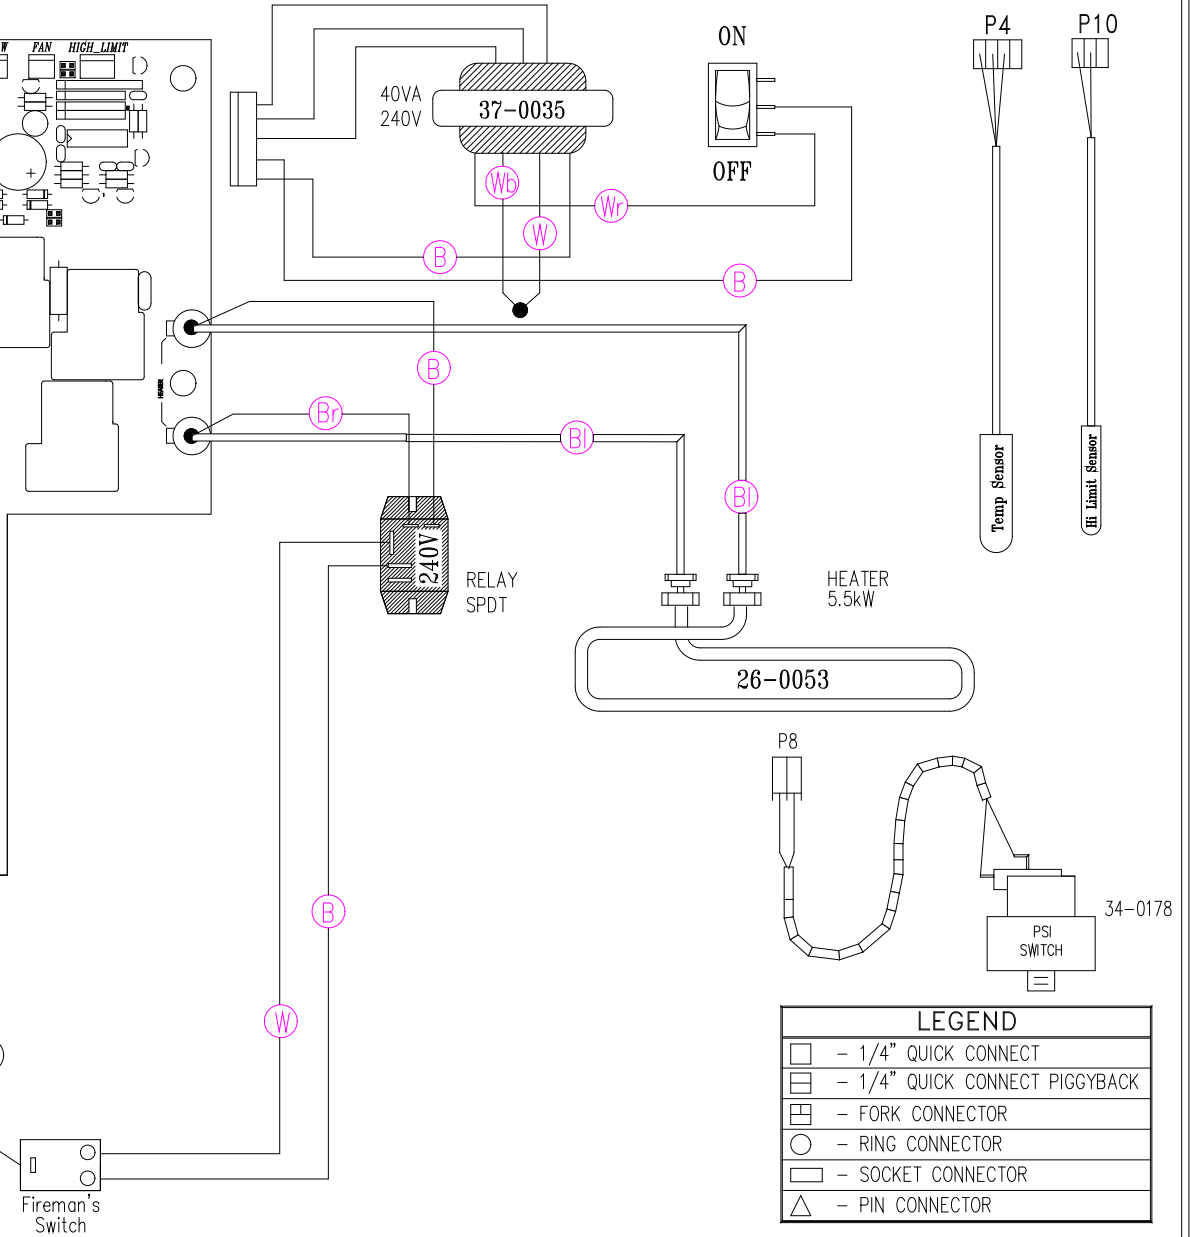 W FAN HIGH_LIMIT
40VA
240V
37-0035
ON
OFF
P4
P10
Wb
Wr
W
B
B
B
Br
Bl
Bl
HEATER
240V
RELAY
SPDT
HEATER
5.5kW
26-0053
Temp Sensor
Hi Limit Sensor
P8
34-0178
PSI
SWITCH
B
W
Fireman's
Switch
LEGEND
- 1/4" QUICK CONNECT
- 1/4" QUICK CONNECT PIGGYBACK
- FORK CONNECTOR
- RING CONNECTOR
- SOCKET CONNECTOR
- PIN CONNECTOR